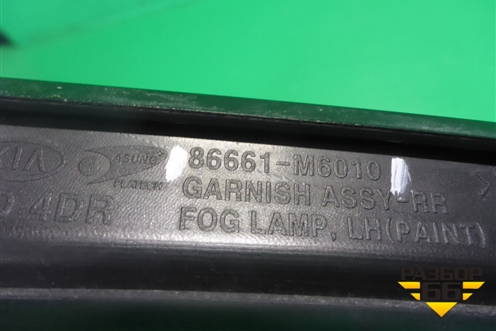 KIA ASUNG PLATECH 86661-M6010
4DR GARNISH ASSY-RR
FOG LAMP, LH(PAINT)
РАЗБОР
66